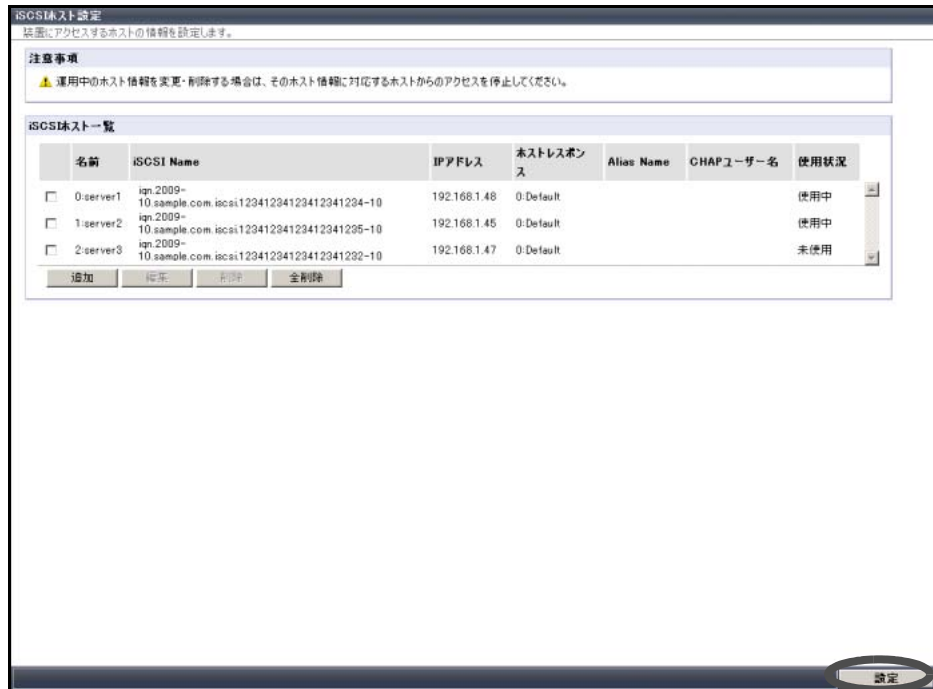 iSCSIホスト設定
装置にアクセスするホストの情報を設定します。
注意事項
運用中のホスト情報を変更・削除する場合は、そのホスト情報に対応するホストからのアクセスを停止してください。
iSCSIホスト一覧
名前 iSCSI Name IPアドレス ホストレスポンス Alias Name CHAPユーザー名 使用状況
0:server1 iqn.2009-10.sample.com.iscsi.12341234123412341234-10 192.168.1.48 0:Default 使用中
1:server2 iqn.2009-10.sample.com.iscsi.12341234123412341235-10 192.168.1.45 0:Default 使用中
2:server3 iqn.2009-10.sample.com.iscsi.12341234123412341232-10 192.168.1.47 0:Default 未使用
追加 編集 削除 全削除
設定